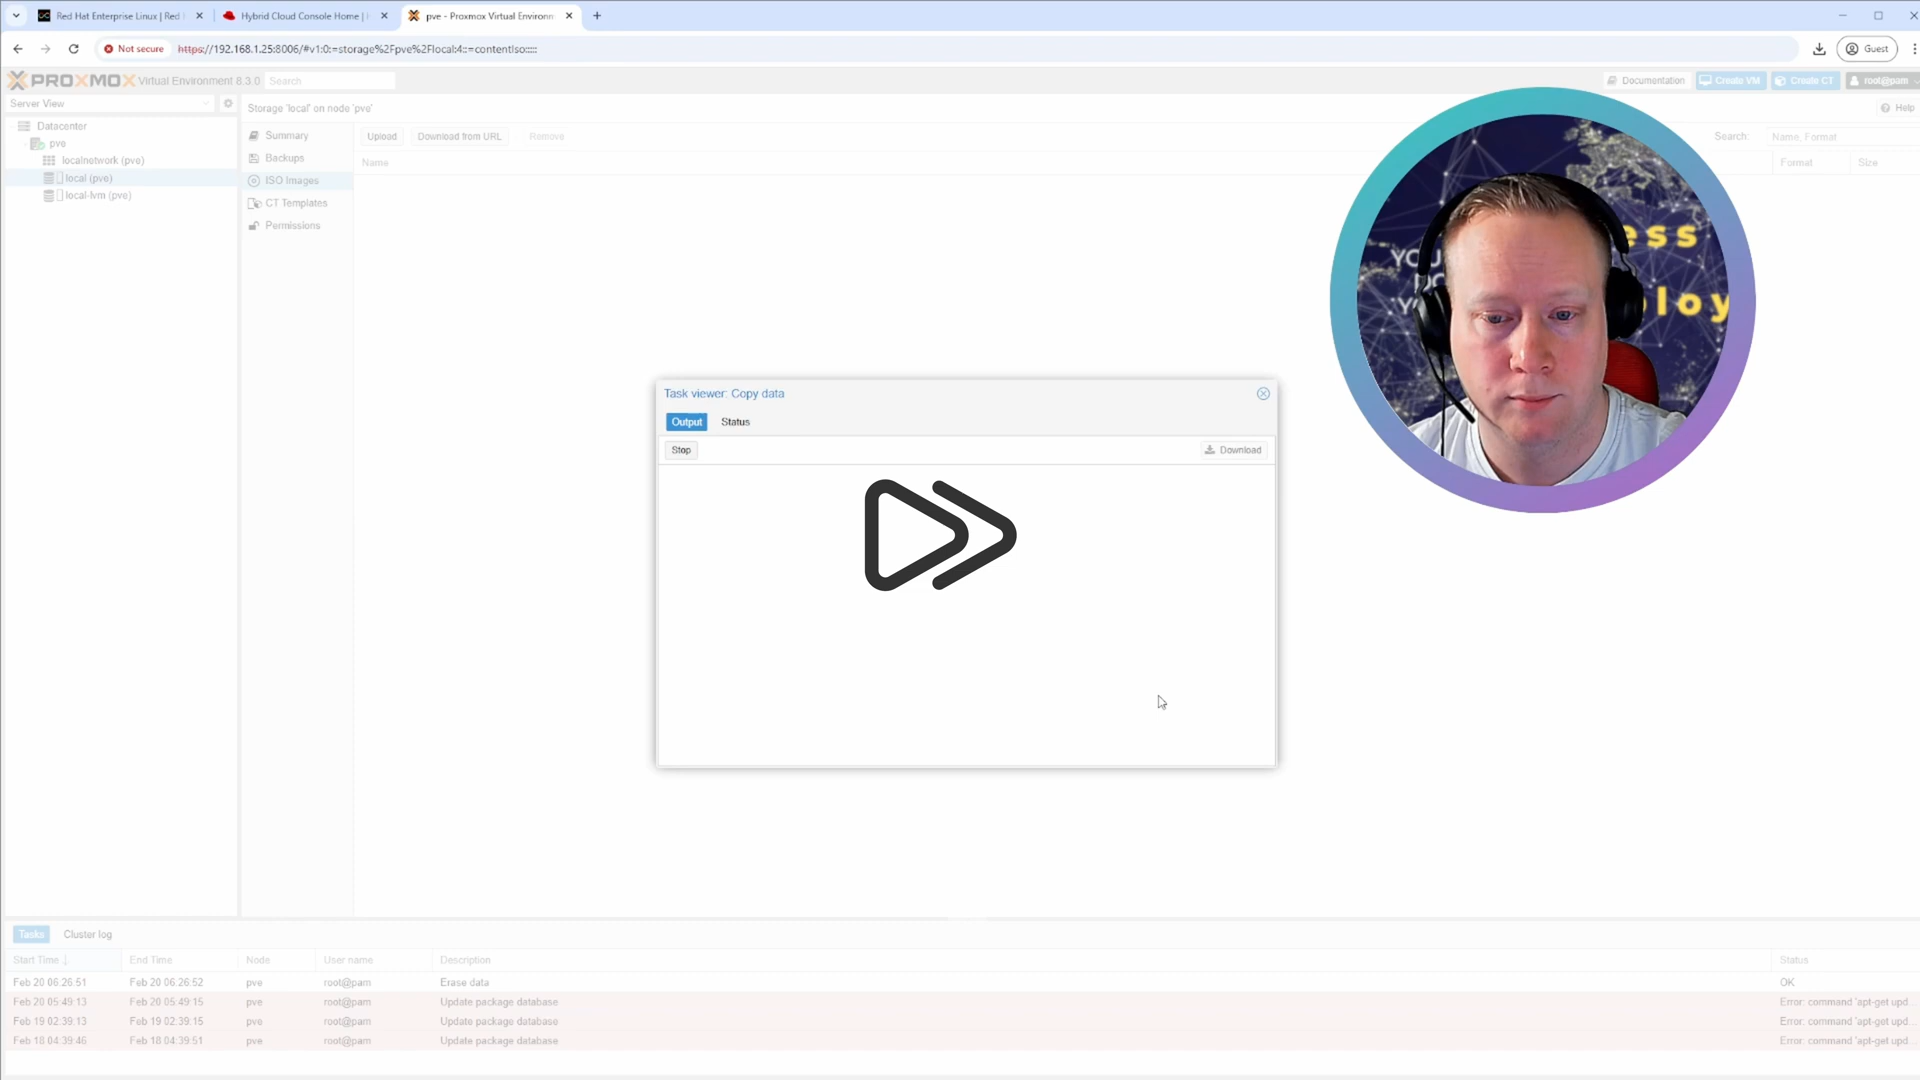 Red Hat Enterprise Linux | Red
Hybrid Cloud Console Home |
pve - Proxmox Virtual Environm
Not secure
https://192.168.1.25:8006/#v1:0:=storage%2Fpve%2Flocal:4::=contentIso:::::
Guest
PROXMOX Virtual Environment 8.3.0
Search
Documentation
Create VM
Create CT
root@pam
Server View
Storage 'local' on node 'pve'
Help
Datacenter
pve
localnetwork (pve)
local (pve)
local-lvm (pve)
Summary
Backups
ISO Images
CT Templates
Permissions
Upload
Download from URL
Remove
Search:
Name, Format
Name
Format
Size
ess
YOU
loy
Task viewer: Copy data
Output
Status
Stop
Download
Tasks
Cluster log
Start Time
End Time
Node
User name
Description
Status
Feb 20 06:26:51 Feb 20 06:26:52 pve root@pam Erase data OK
Feb 20 05:49:13 Feb 20 05:49:15 pve root@pam Update package database Error: command 'apt-get upd...
Feb 19 02:39:13 Feb 19 02:39:15 pve root@pam Update package database Error: command 'apt-get upd...
Feb 18 04:39:46 Feb 18 04:39:51 pve root@pam Update package database Error: command 'apt-get upd...